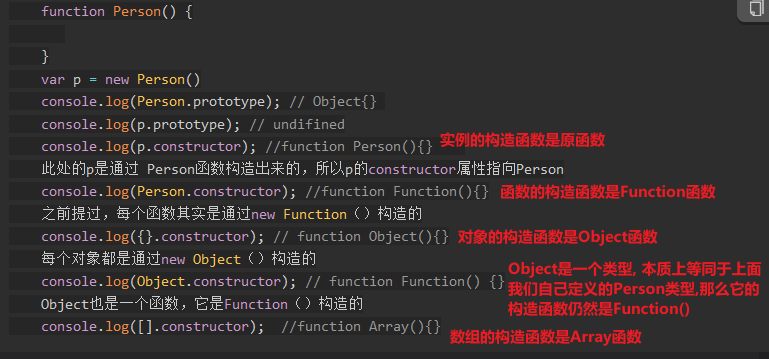 function Person() {
}
var p = new Person()
console.log(Person.prototype); // Object{}
console.log(p.prototype); // undifined
console.log(p.constructor); //function Person(){} 实例的构造函数是原函数
此处的p是通过 Person函数构造出来的，所以p的constructor属性指向Person
console.log(Person.constructor); //function Function(){} 函数的构造函数是Function函数
之前提过，每个函数其实是通过new Function（）构造的
console.log({}.constructor); // function Object(){} 对象的构造函数是Object函数
每个对象都是通过new Object（）构造的
console.log(Object.constructor); // function Function() {}
Object也是一个函数，它是Function（）构造的
Object是一个类型, 本质上等同于上面
我们自己定义的Person类型,那么它的
构造函数仍然是Function()
console.log([].constructor); //function Array(){} 数组的构造函数是Array函数